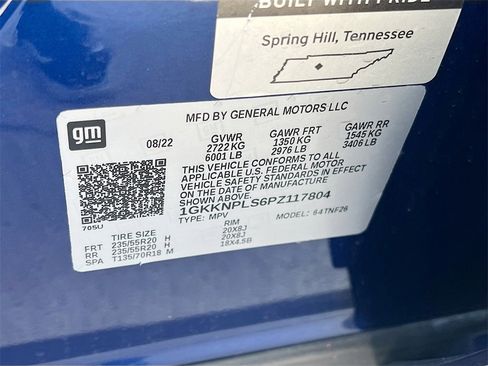 BUILT WITH PRIDE
Spring Hill, Tennessee
MFD BY GENERAL MOTORS LLC
gm
08/22 GVWR GAWR FRT GAWR RR
2722 KG 1350 KG 1545 KG
6001 LB 2976 LB 3406 LB
THIS VEHICLE CONFORMS TO ALL
APPLICABLE U.S. FEDERAL MOTOR
VEHICLE SAFETY STANDARDS IN EFFECT
ON THE DATE OF MANUFACTURE SHOWN ABOVE.
1GKKNPLS6PZ117804
705U TYPE: MPV MODEL: 84TNF26
TIRE SIZE RIM
FRT 235/55R20 H 20X8J
RR 235/55R20 H 20X8J
SPA T135/70R18 M 18X4.5B